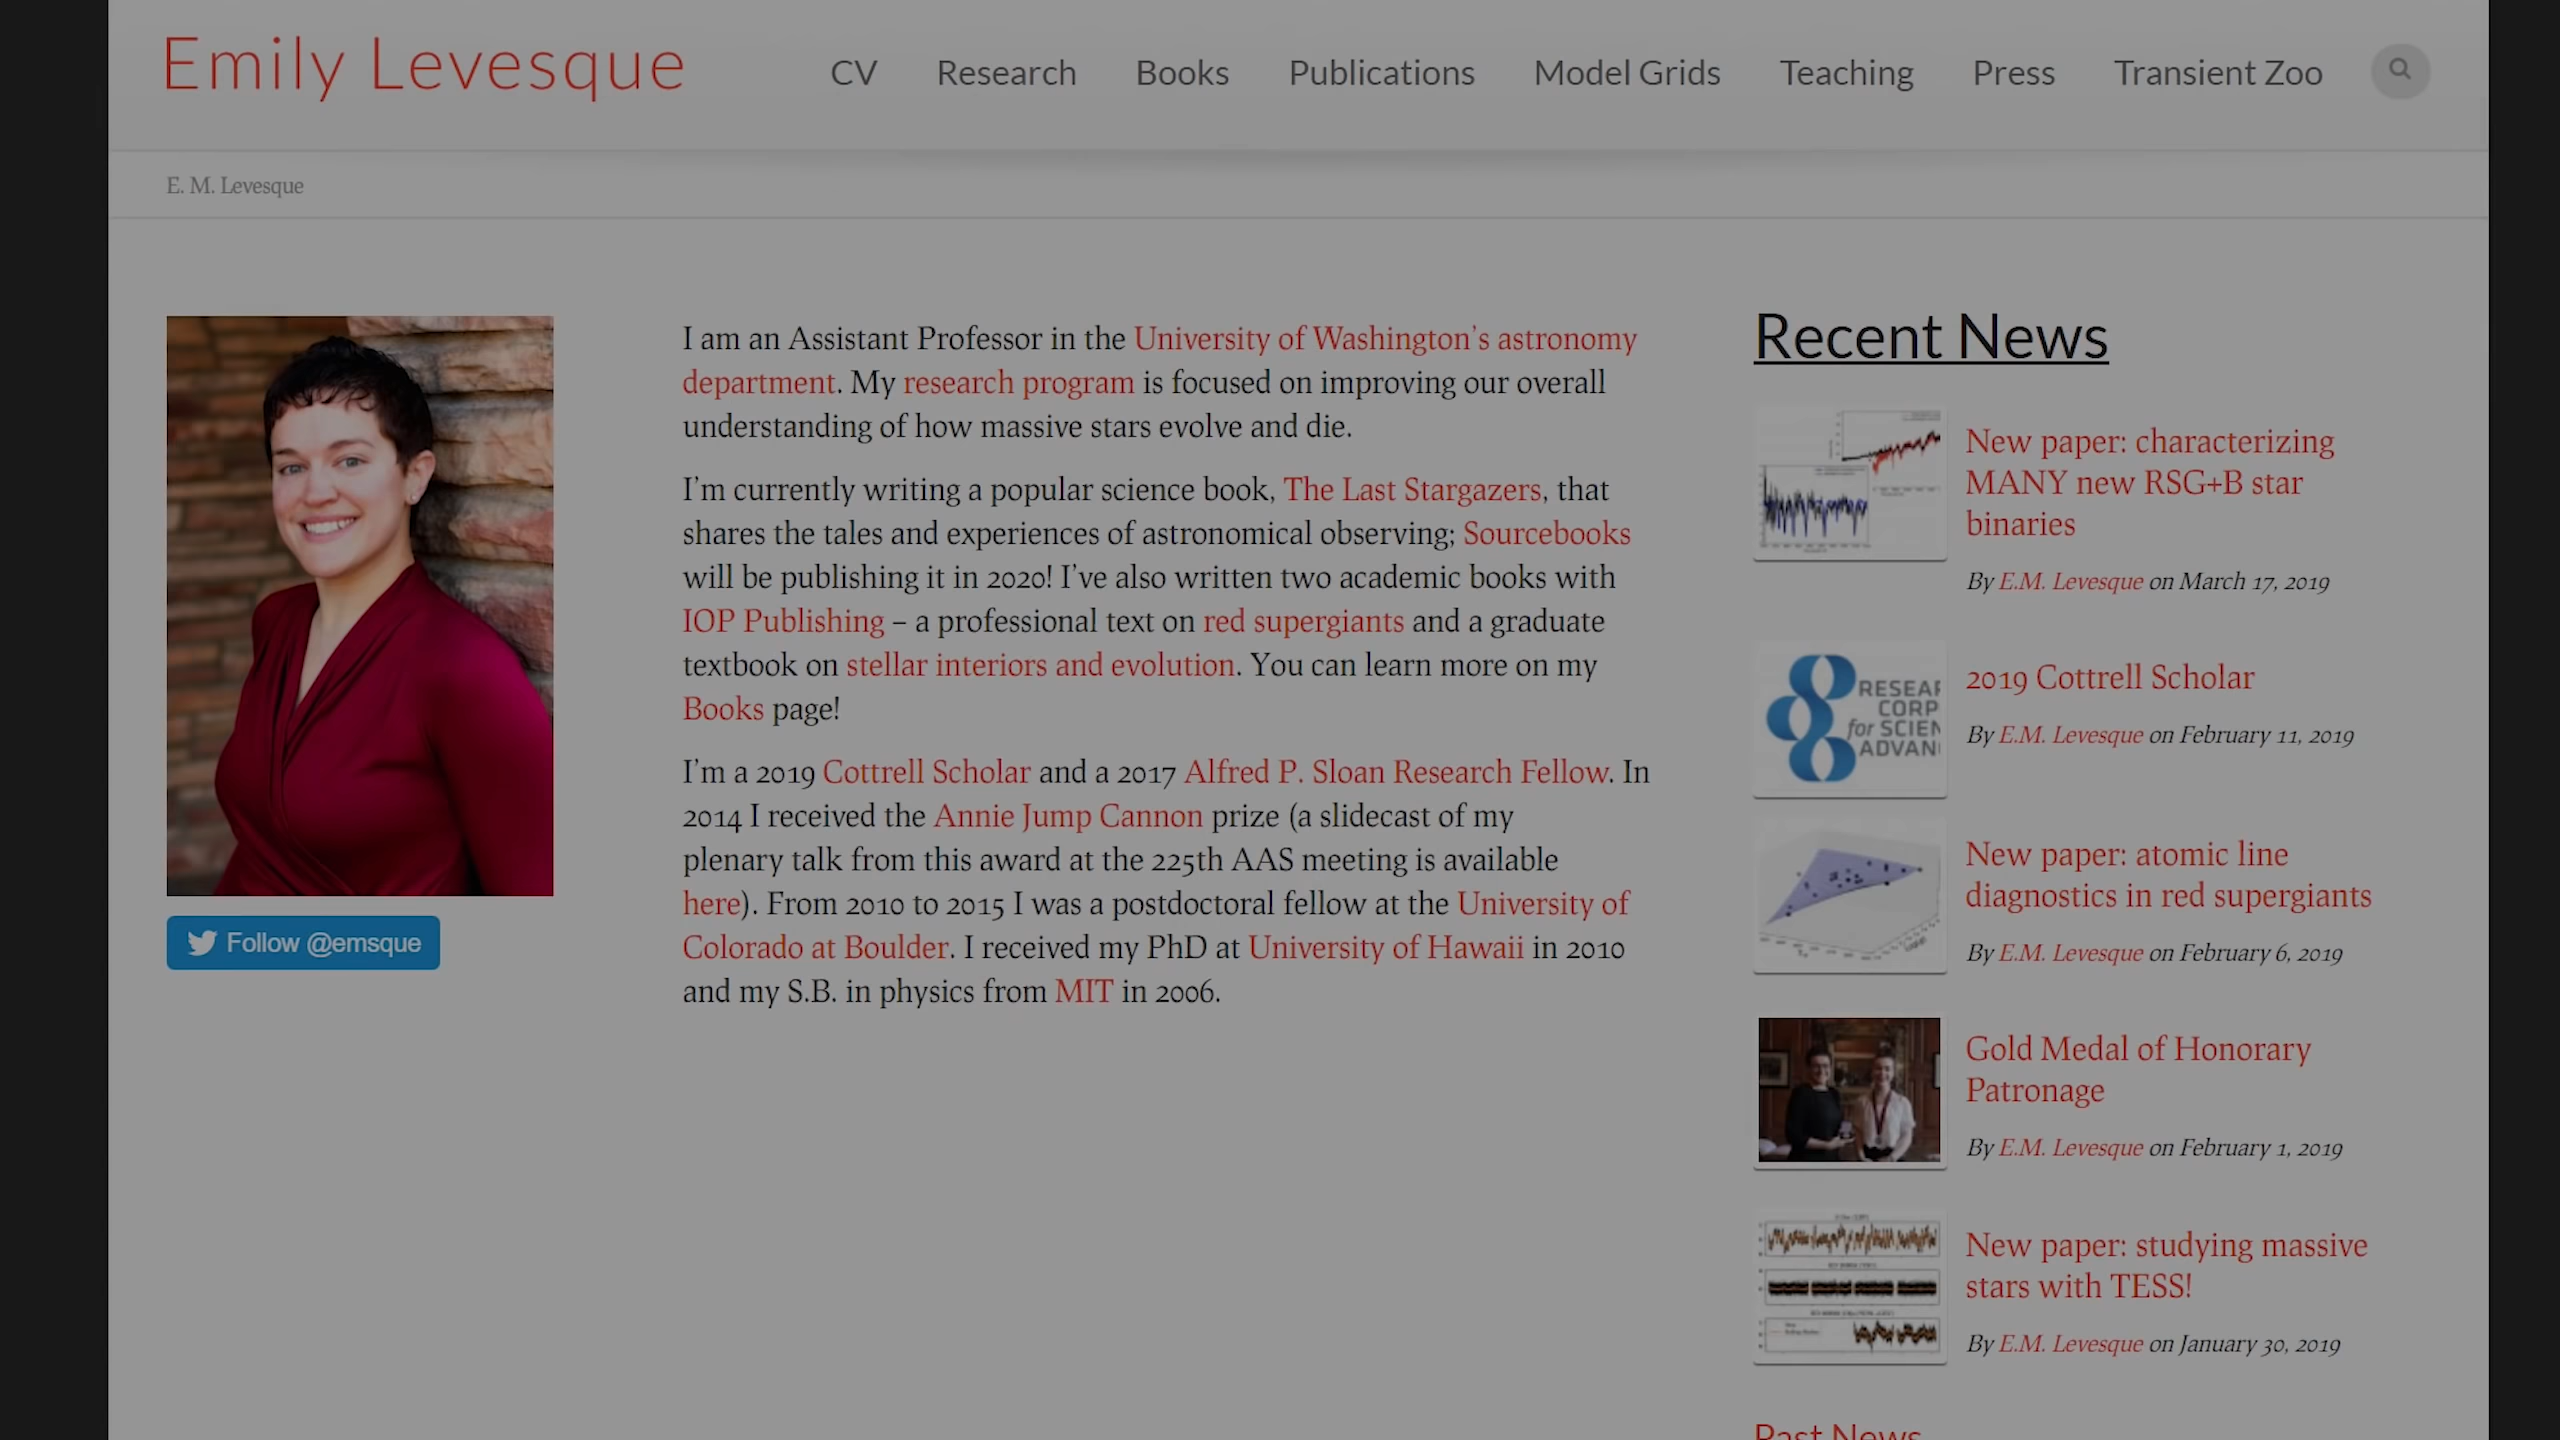 Emily Levesque
CV Research Books Publications Model Grids Teaching Press Transient Zoo
E. M. Levesque
Follow @emsque
I am an Assistant Professor in the University of Washington's astronomy
department. My research program is focused on improving our overall
understanding of how massive stars evolve and die.
I'm currently writing a popular science book, The Last Stargazers, that
shares the tales and experiences of astronomical observing; Sourcebooks
will be publishing it in 2020! I've also written two academic books with
IOP Publishing – a professional text on red supergiants and a graduate
textbook on stellar interiors and evolution. You can learn more on my
Books page!
I'm a 2019 Cottrell Scholar and a 2017 Alfred P. Sloan Research Fellow. In
2014 I received the Annie Jump Cannon prize (a slidecast of my
plenary talk from this award at the 225th AAS meeting is available
here). From 2010 to 2015 I was a postdoctoral fellow at the University of
Colorado at Boulder. I received my PhD at University of Hawaii in 2010
and my S.B. in physics from MIT in 2006.
Recent News
New paper: characterizing
MANY new RSG+B star
binaries
By E.M. Levesque on March 17, 2019
RESEAR
CORP
for SCIEN
ADVAN
2019 Cottrell Scholar
By E.M. Levesque on February 11, 2019
New paper: atomic line
diagnostics in red supergiants
By E.M. Levesque on February 6, 2019
Gold Medal of Honorary
Patronage
By E.M. Levesque on February 1, 2019
New paper: studying massive
stars with TESS!
By E.M. Levesque on January 30, 2019
Past News